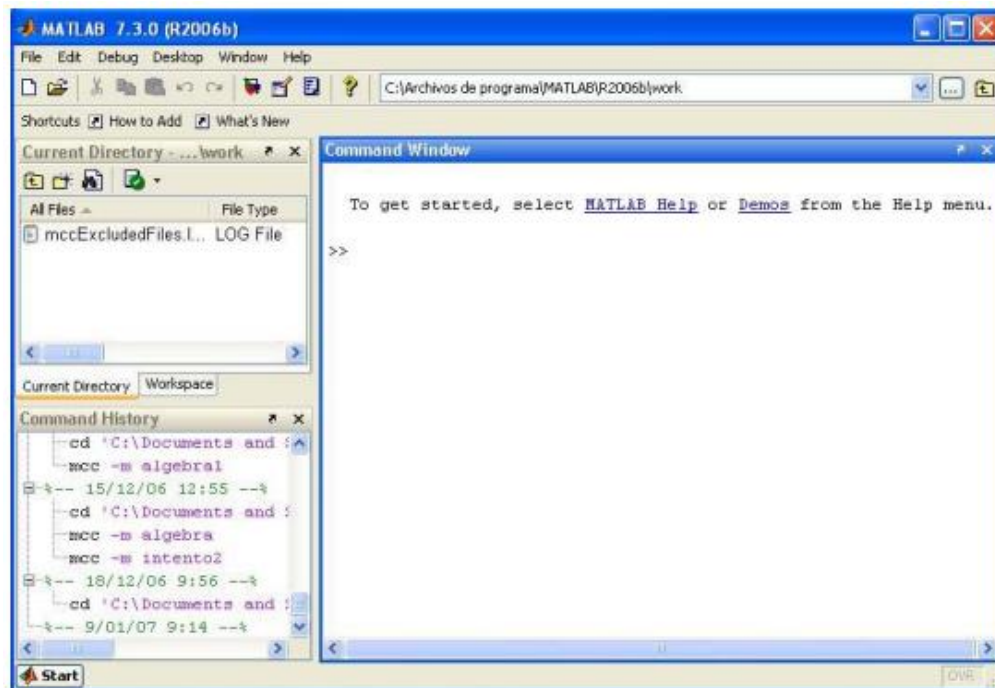 MATLAB 7.3.0 (R2006b)
File Edit Debug Desktop Window Help
C:\Archivos de programa\MATLAB\R2006b\work
Shortcuts How to Add What's New
Current Directory - ...\work
All Files File Type
mccExcludedFiles.l... LOG File
Current Directory Workspace
Command History
cd 'C:\Documents and
mcc -m algebra1
%-- 15/12/06 12:55 --%
cd 'C:\Documents and
mcc -m algebra
mcc -m intento2
%-- 18/12/06 9:56 --%
cd 'C:\Documents and
%-- 9/01/07 9:14 --%
Command Window
To get started, select MATLAB Help or Demos from the Help menu.
>>
Start
OVR